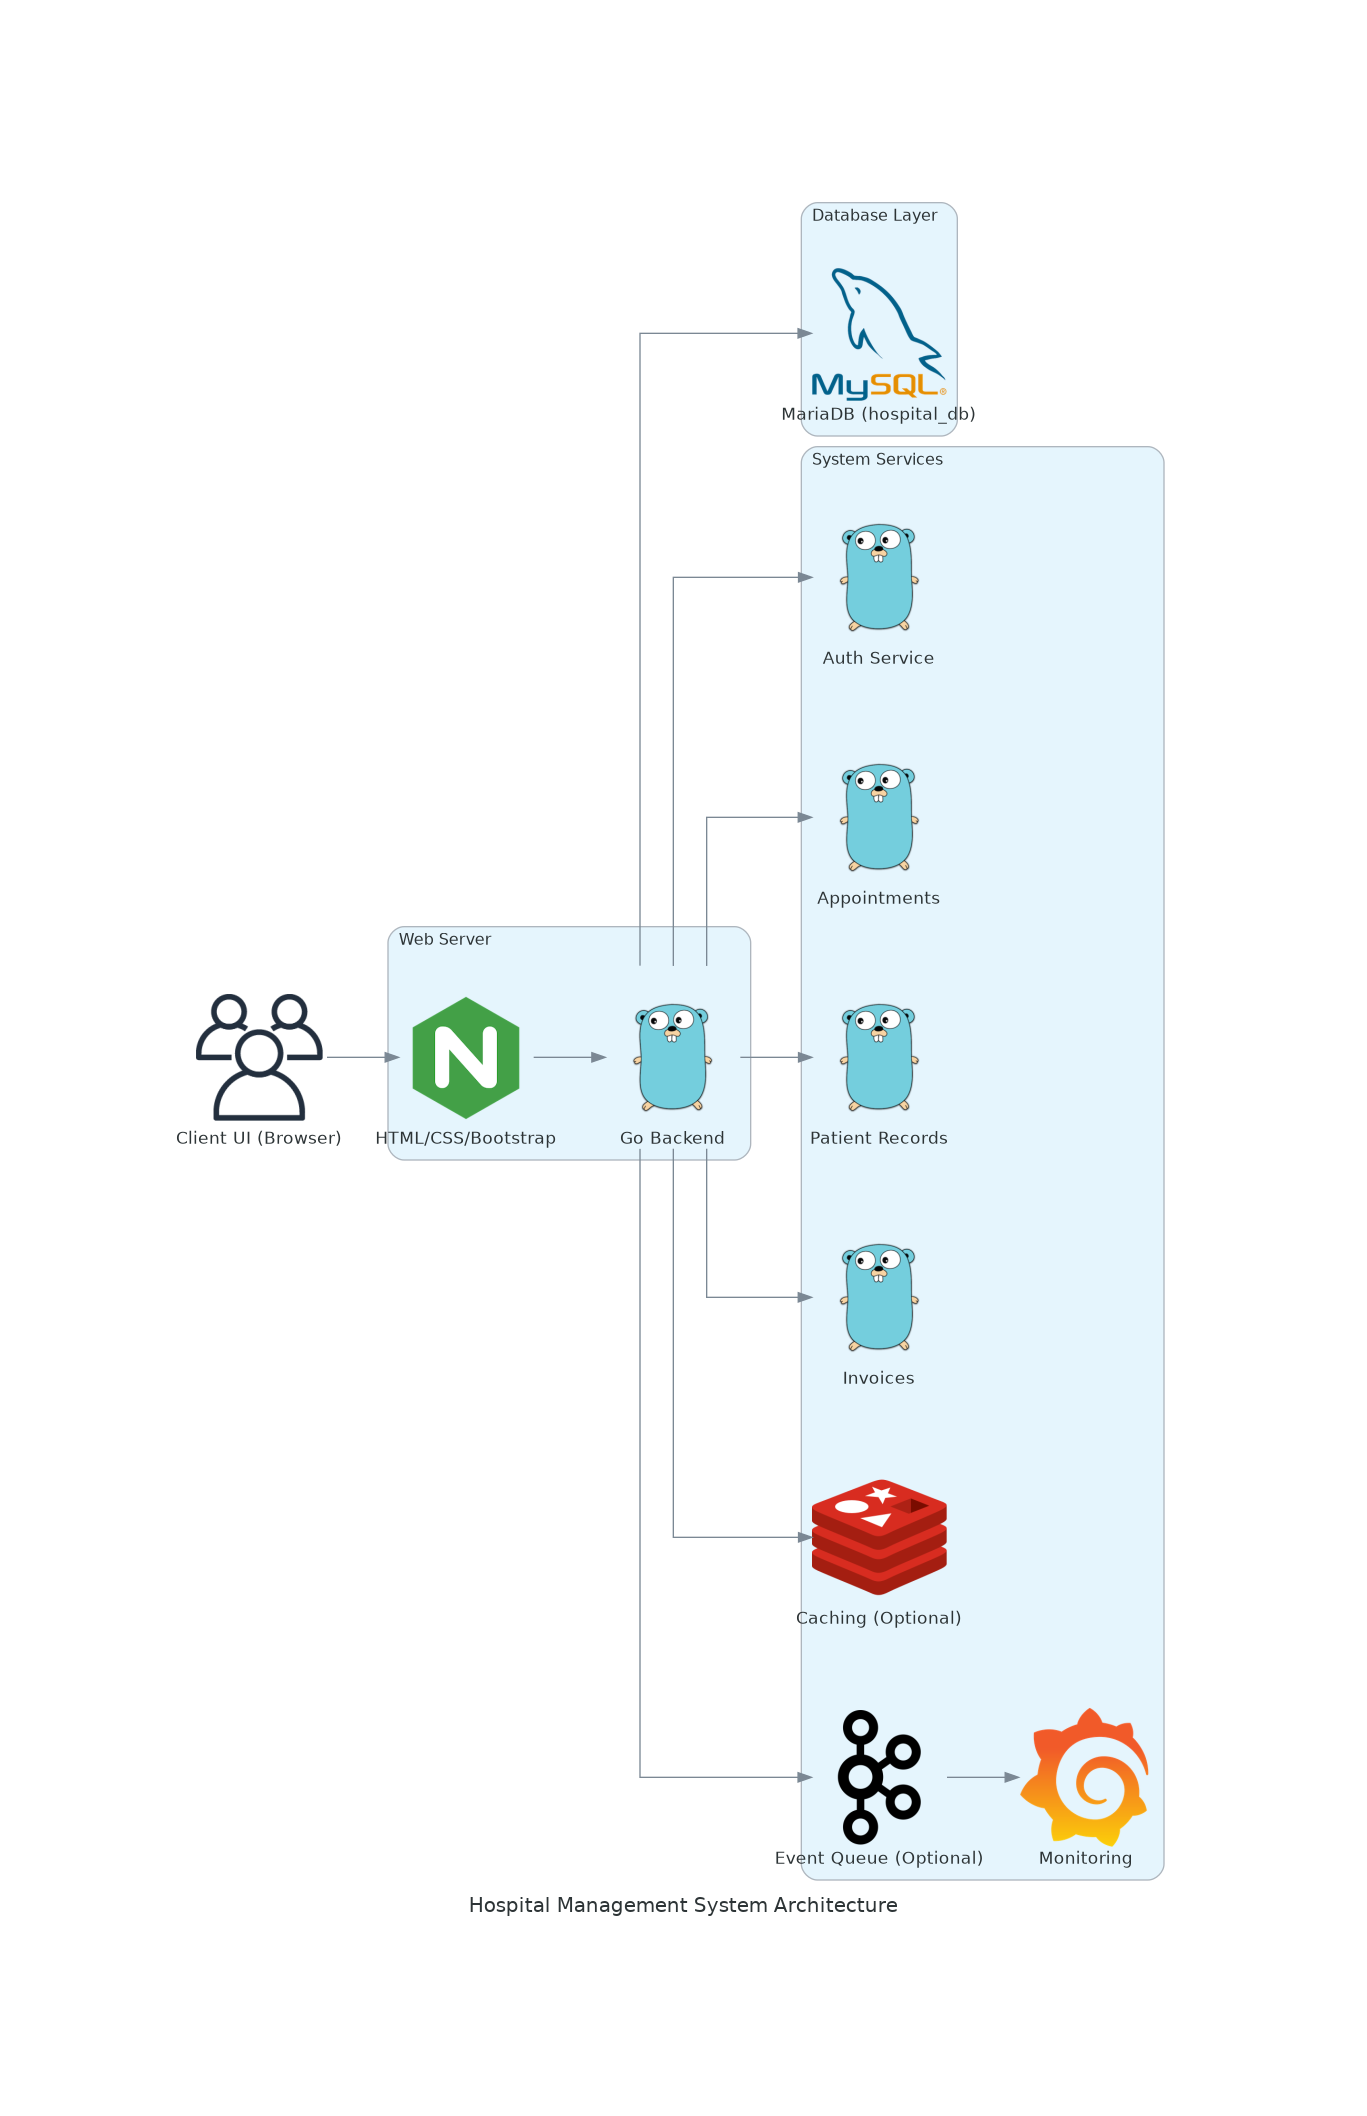 Database Layer
MySQL®
MariaDB (hospital_db)
System Services
Auth Service
Appointments
Web Server
Client UI (Browser)
HTML/CSS/Bootstrap
Go Backend
Patient Records
Invoices
Caching (Optional)
Event Queue (Optional)
Monitoring
Hospital Management System Architecture